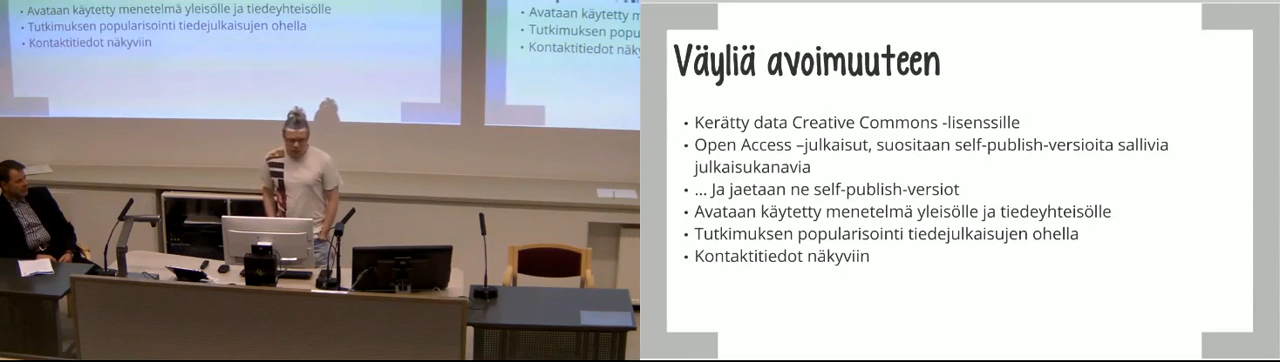 • Avataan käytetty menetelmä yleisölle ja tiedeyhteisölle
• Tutkimuksen popularisointi tiedejulkaisujen ohella
• Kontaktitiedot näkyviin
• Avataan käytetty m
• Tutkimuksen popu
• Kontaktitiedot näky
Väyliä avoimuuteen
• Kerätty data Creative Commons -lisenssille
• Open Access –julkaisut, suositaan self-publish-versioita sallivia
julkaisukanavia
• ... Ja jaetaan ne self-publish-versiot
• Avataan käytetty menetelmä yleisölle ja tiedeyhteisölle
• Tutkimuksen popularisointi tiedejulkaisujen ohella
• Kontaktitiedot näkyviin